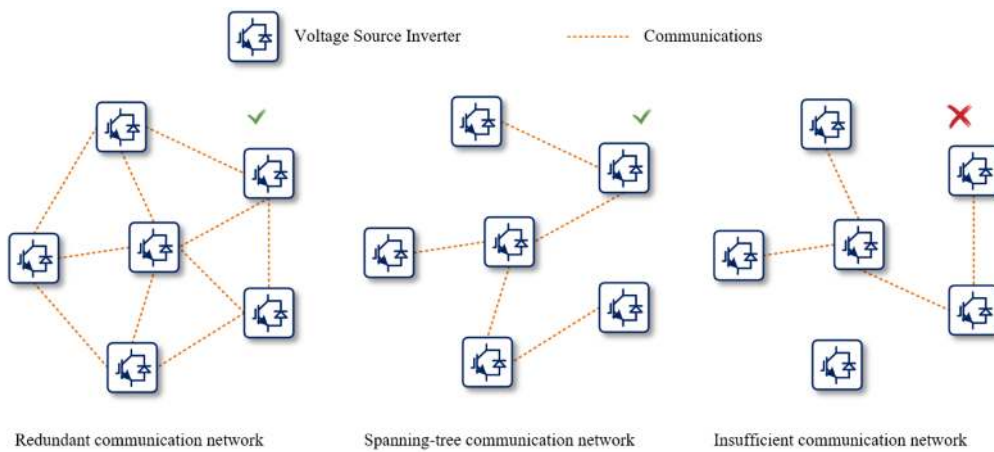 Voltage Source Inverter
Communications
Redundant communication network
Spanning-tree communication network
Insufficient communication network